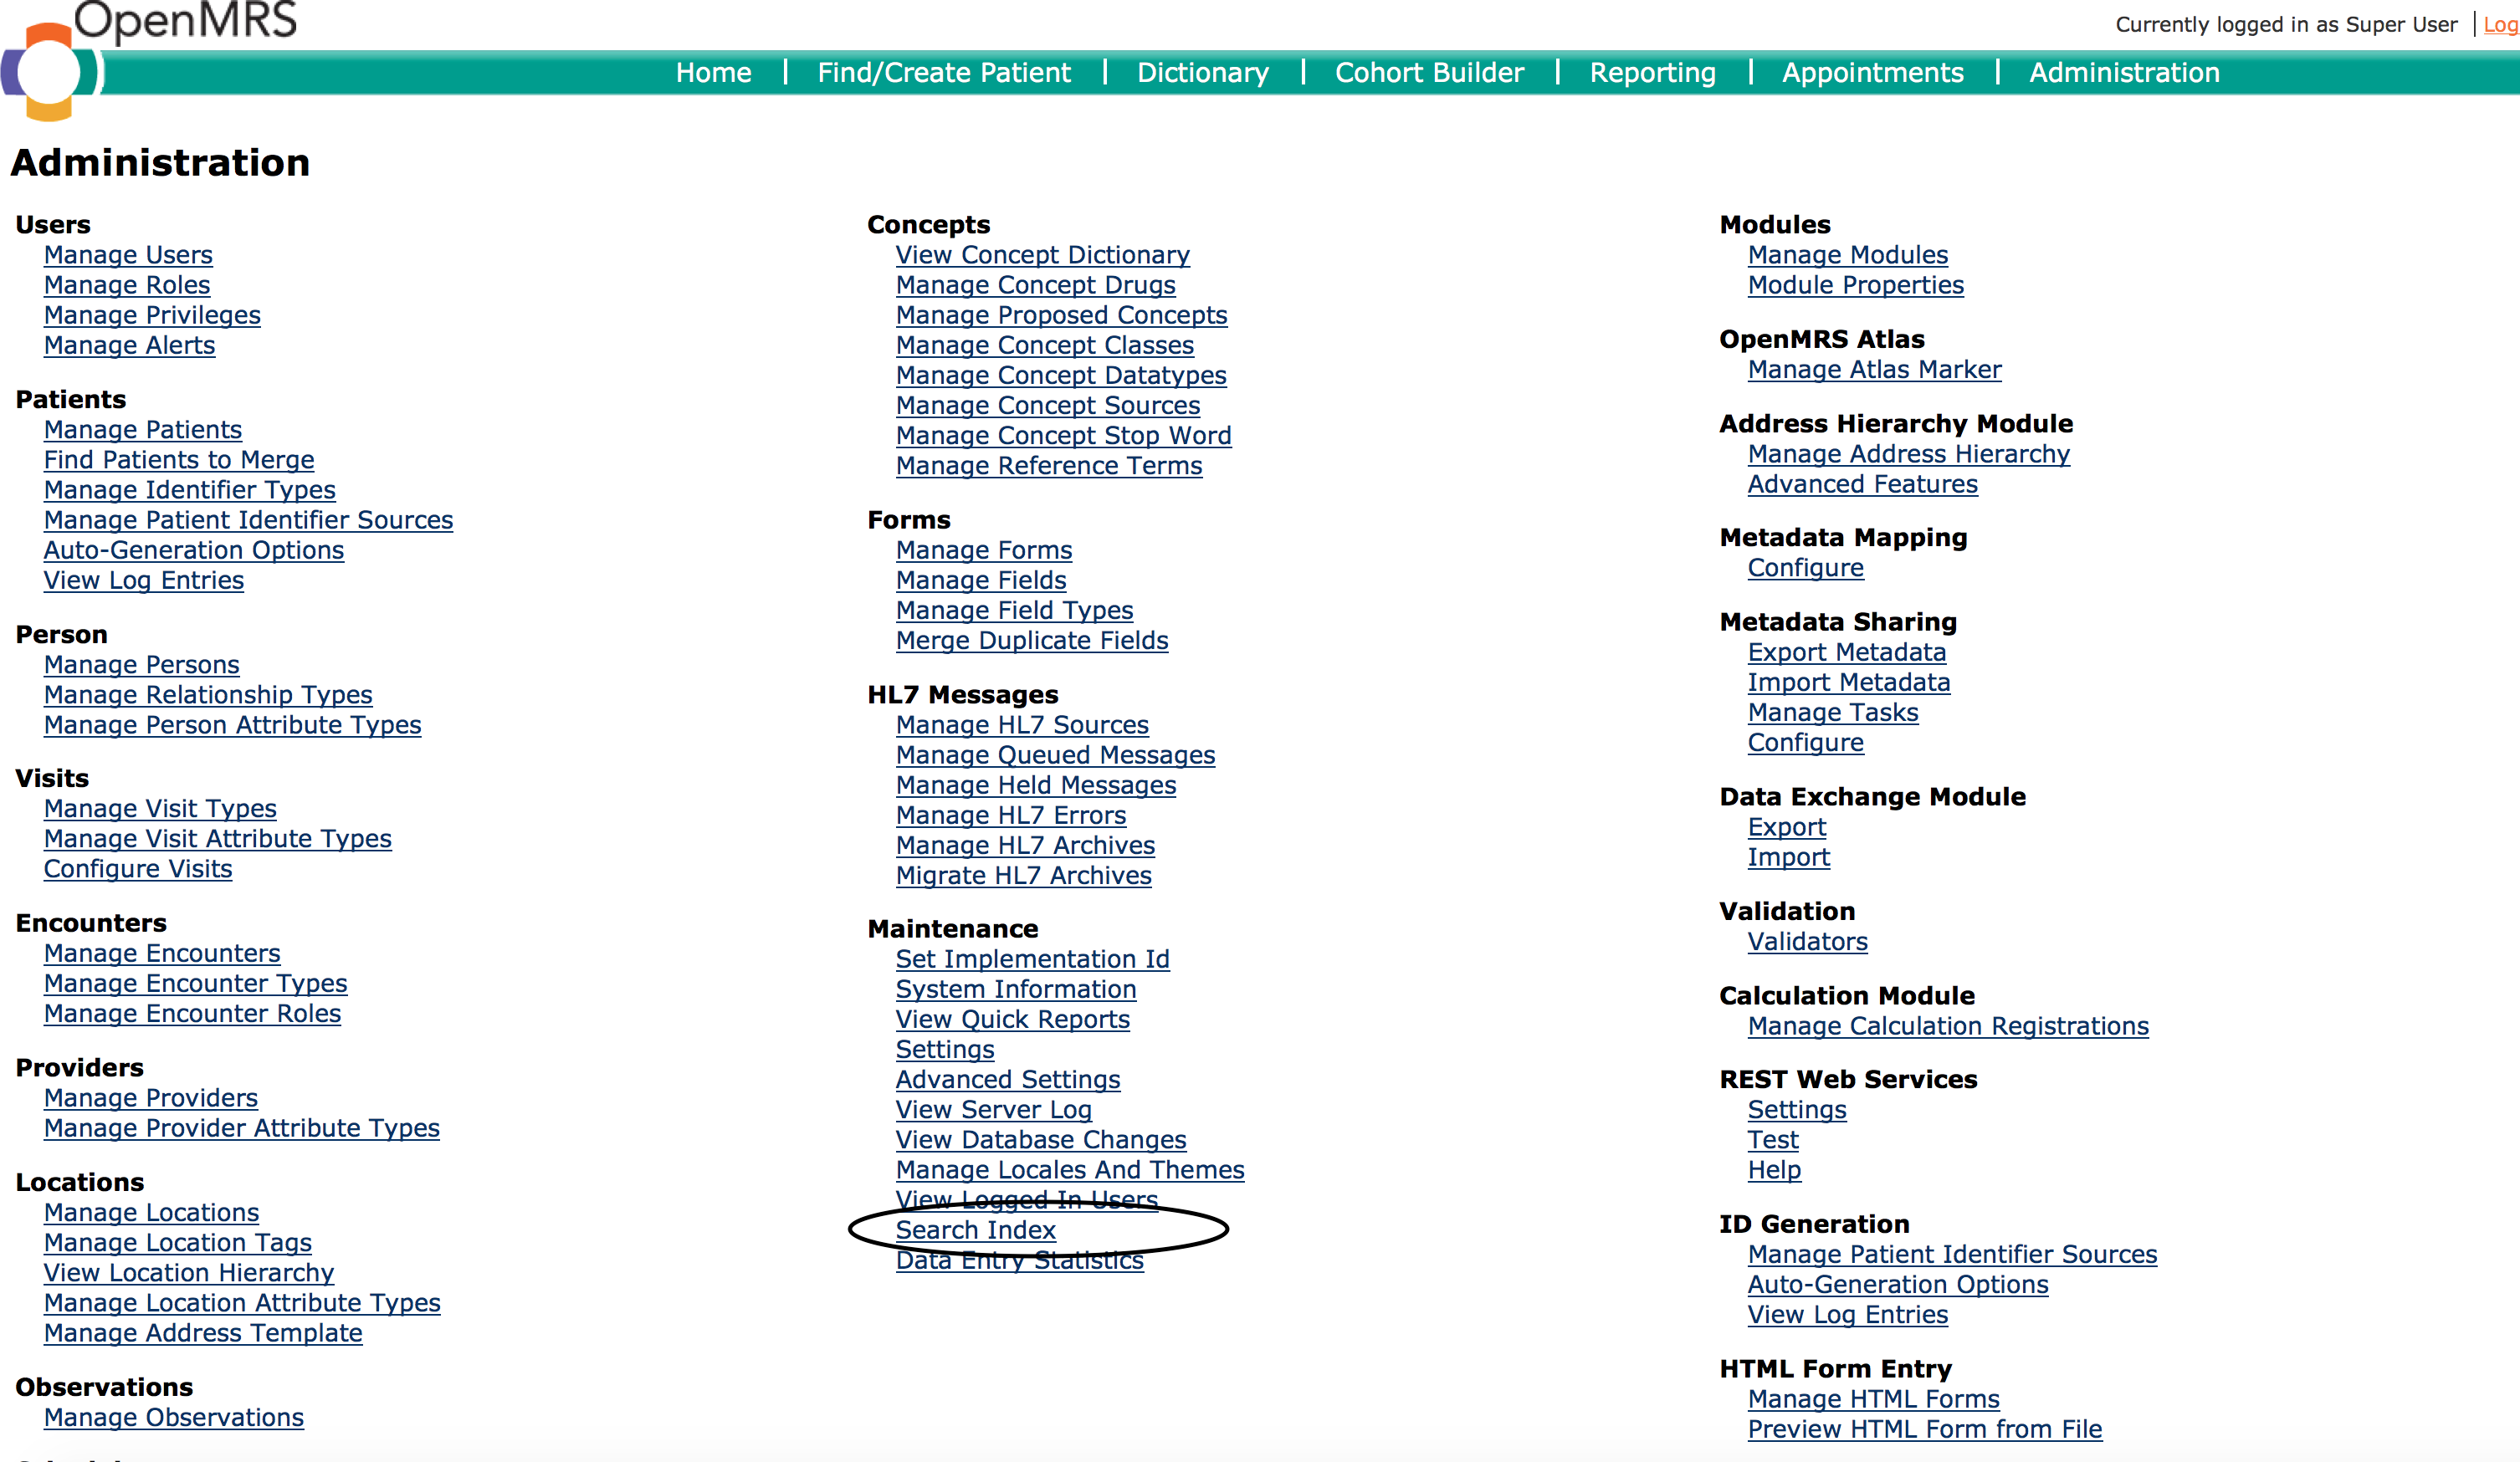 OpenMRS
Currently logged in as Super User | Log
Home | Find/Create Patient | Dictionary | Cohort Builder | Reporting | Appointments | Administration
Administration
Users
Manage Users
Manage Roles
Manage Privileges
Manage Alerts
Patients
Manage Patients
Find Patients to Merge
Manage Identifier Types
Manage Patient Identifier Sources
Auto-Generation Options
View Log Entries
Person
Manage Persons
Manage Relationship Types
Manage Person Attribute Types
Visits
Manage Visit Types
Manage Visit Attribute Types
Configure Visits
Encounters
Manage Encounters
Manage Encounter Types
Manage Encounter Roles
Providers
Manage Providers
Manage Provider Attribute Types
Locations
Manage Locations
Manage Location Tags
View Location Hierarchy
Manage Location Attribute Types
Manage Address Template
Observations
Manage Observations
Concepts
View Concept Dictionary
Manage Concept Drugs
Manage Proposed Concepts
Manage Concept Classes
Manage Concept Datatypes
Manage Concept Sources
Manage Concept Stop Word
Manage Reference Terms
Forms
Manage Forms
Manage Fields
Manage Field Types
Merge Duplicate Fields
HL7 Messages
Manage HL7 Sources
Manage Queued Messages
Manage Held Messages
Manage HL7 Errors
Manage HL7 Archives
Migrate HL7 Archives
Maintenance
Set Implementation Id
System Information
View Quick Reports
Settings
Advanced Settings
View Server Log
View Database Changes
Manage Locales And Themes
View Logged In Users
Search Index
Data Entry Statistics
Modules
Manage Modules
Module Properties
OpenMRS Atlas
Manage Atlas Marker
Address Hierarchy Module
Manage Address Hierarchy
Advanced Features
Metadata Mapping
Configure
Metadata Sharing
Export Metadata
Import Metadata
Manage Tasks
Configure
Data Exchange Module
Export
Import
Validation
Validators
Calculation Module
Manage Calculation Registrations
REST Web Services
Settings
Test
Help
ID Generation
Manage Patient Identifier Sources
Auto-Generation Options
View Log Entries
HTML Form Entry
Manage HTML Forms
Preview HTML Form from File